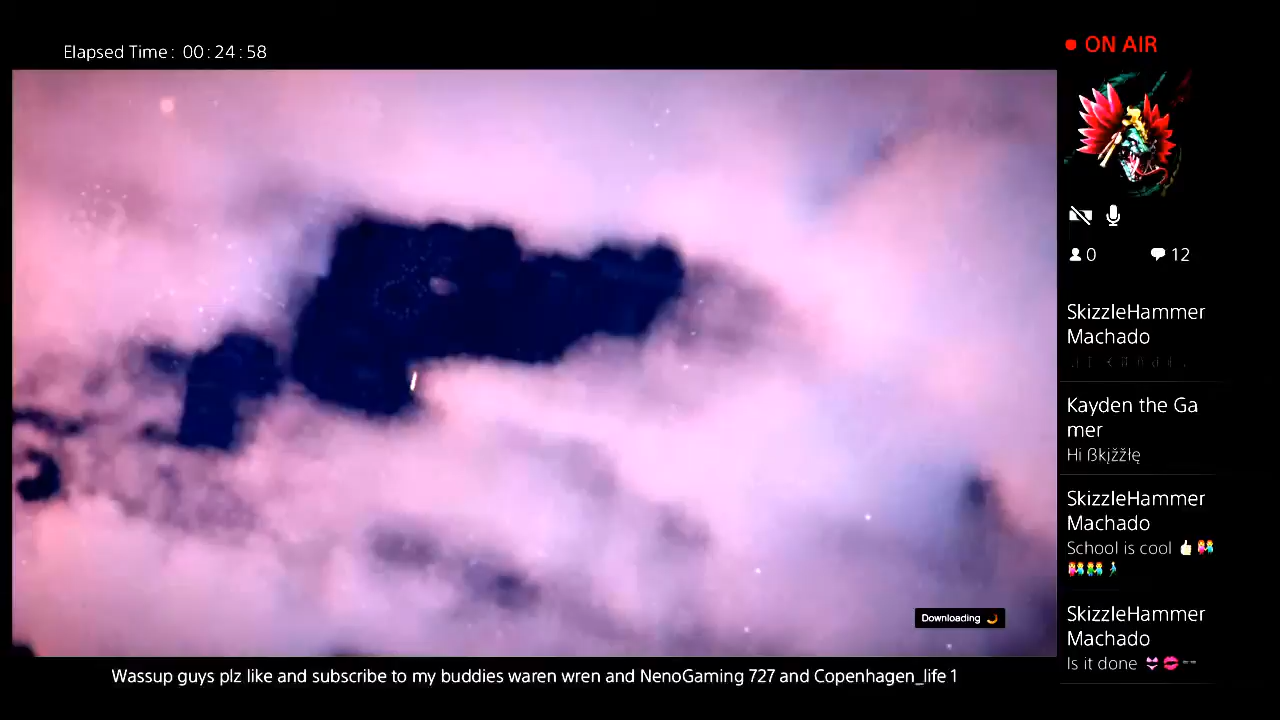 Elapsed Time: 00:24:58
ON AIR
0 12
SkizzleHammer
Machado
Kayden the Ga
mer
Hi ßkįžžłę
SkizzleHammer
Machado
School is cool 👍🏻👫
👫👫🚶
SkizzleHammer
Machado
Is it done 👙💋
Downloading
Wassup guys plz like and subscribe to my buddies waren wren and NenoGaming 727 and Copenhagen_life 1